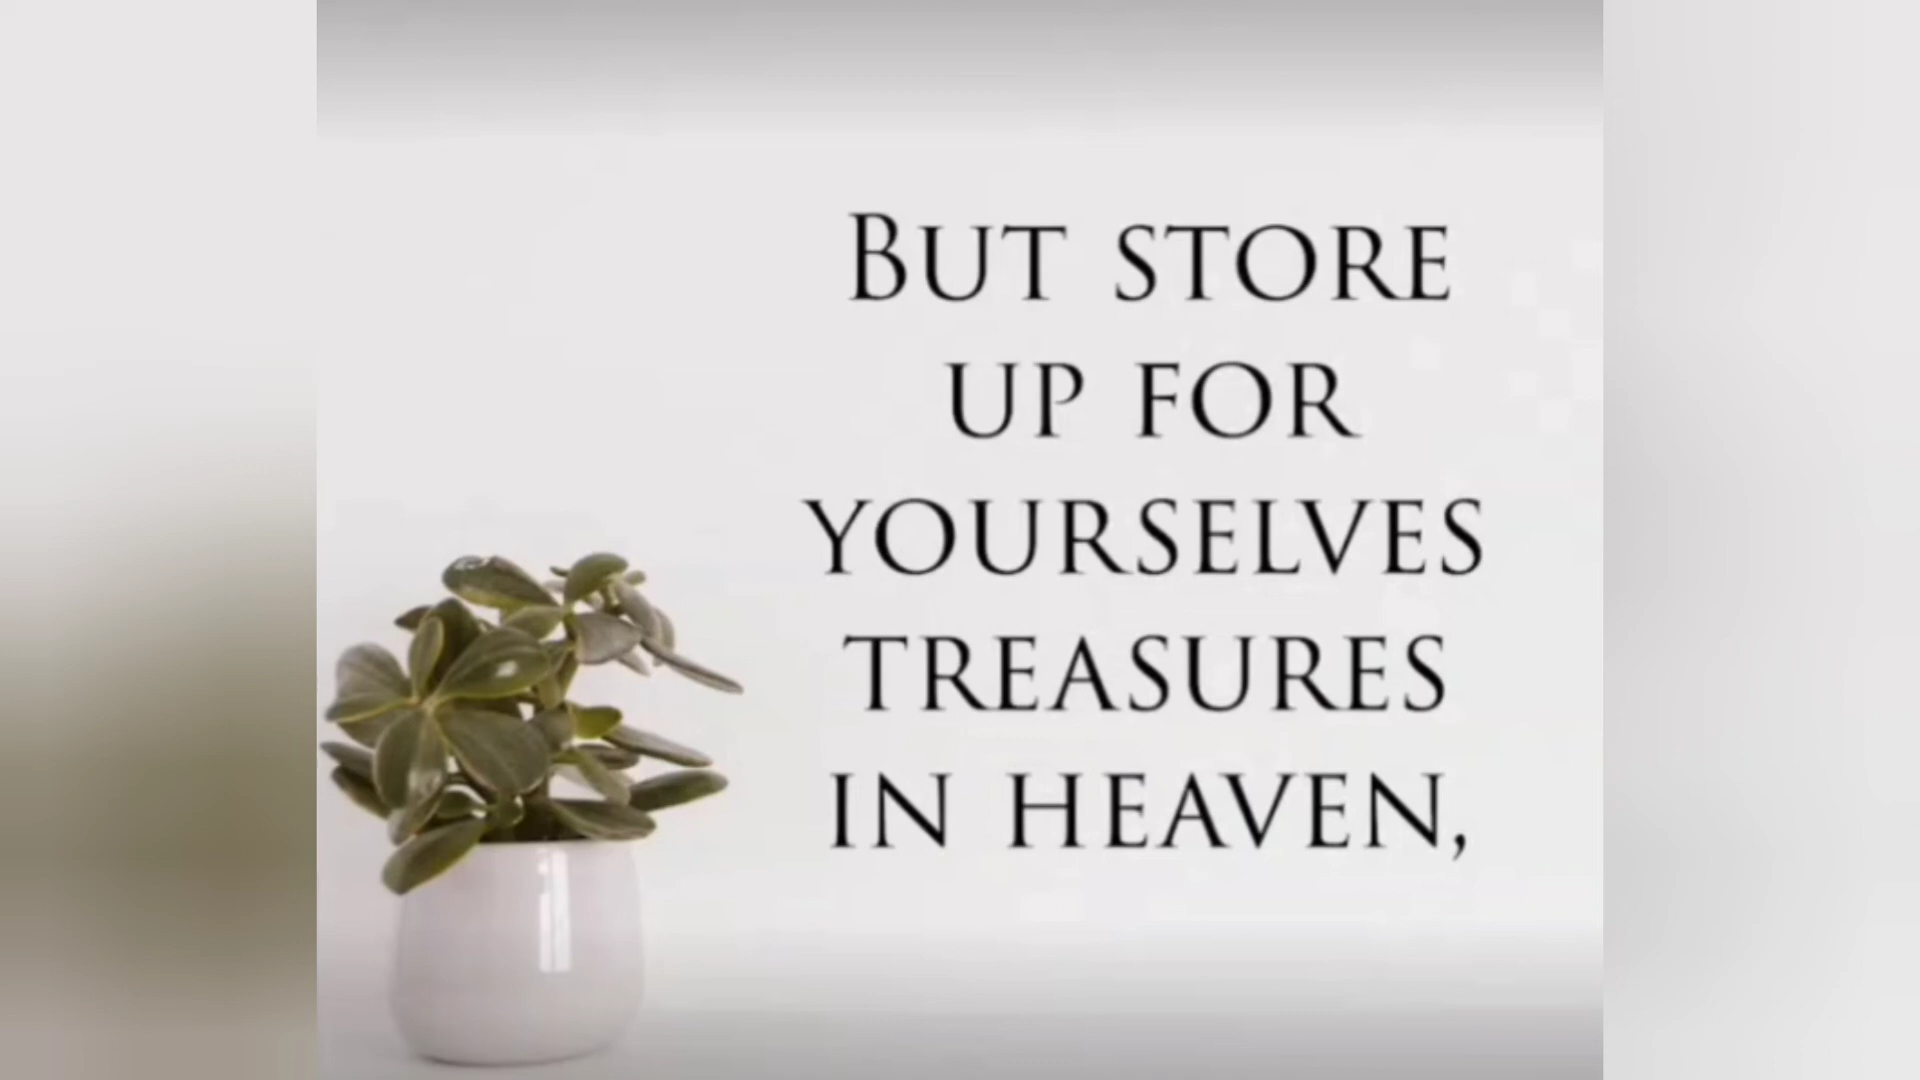 But store
up for
yourselves
treasures
in heaven,